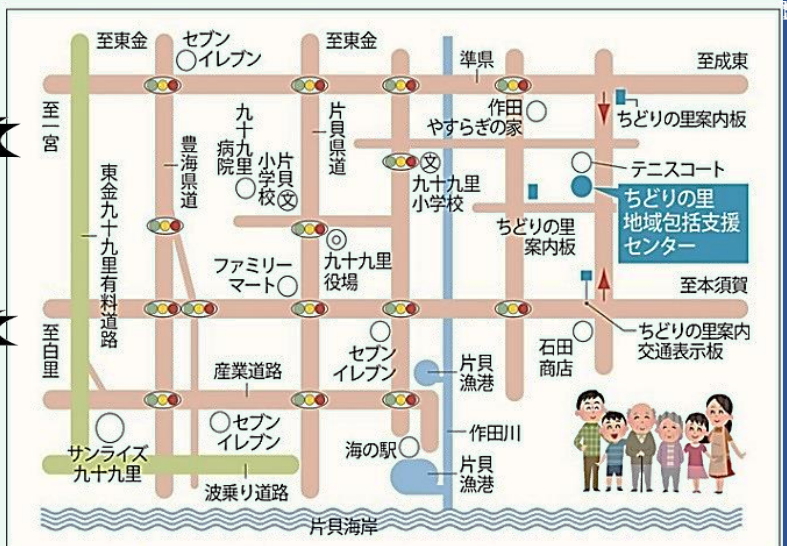 至東金
セブン
イレブン
至東金
準県
至成東
至一宮
作田
やすらぎの家
ちどりの里案内板
九十九里
病院
片貝
小学校
文
片貝県道
豊海県道
文
九十九里
小学校
テニスコート
ちどりの里
地域包括支援
センター
東金九十九里有料道路
ちどりの里
案内板
九十九里
役場
ファミリー
マート
至本須賀
至白里
セブン
イレブン
石田
商店
ちどりの里案内
交通表示板
産業道路
片貝
漁港
セブン
イレブン
サンライズ
九十九里
海の駅
作田川
波乗り道路
片貝
漁港
片貝海岸